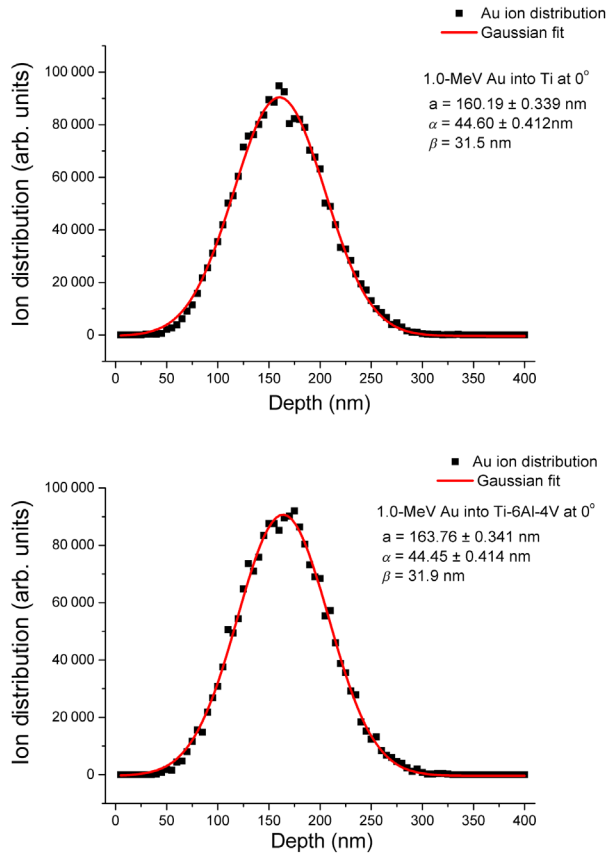 Au ion distribution
Gaussian fit
1.0-MeV Au into Ti at 0°
a = 160.19 ± 0.339 nm
α = 44.60 ± 0.412nm
β = 31.5 nm
Ion distribution (arb. units)
100 000
80 000
60 000
40 000
20 000
0
0 50 100 150 200 250 300 350 400
Depth (nm)
Au ion distribution
Gaussian fit
1.0-MeV Au into Ti-6Al-4V at 0°
a = 163.76 ± 0.341 nm
α = 44.45 ± 0.414 nm
β = 31.9 nm
Ion distribution (arb. units)
100 000
80 000
60 000
40 000
20 000
0
0 50 100 150 200 250 300 350 400
Depth (nm)